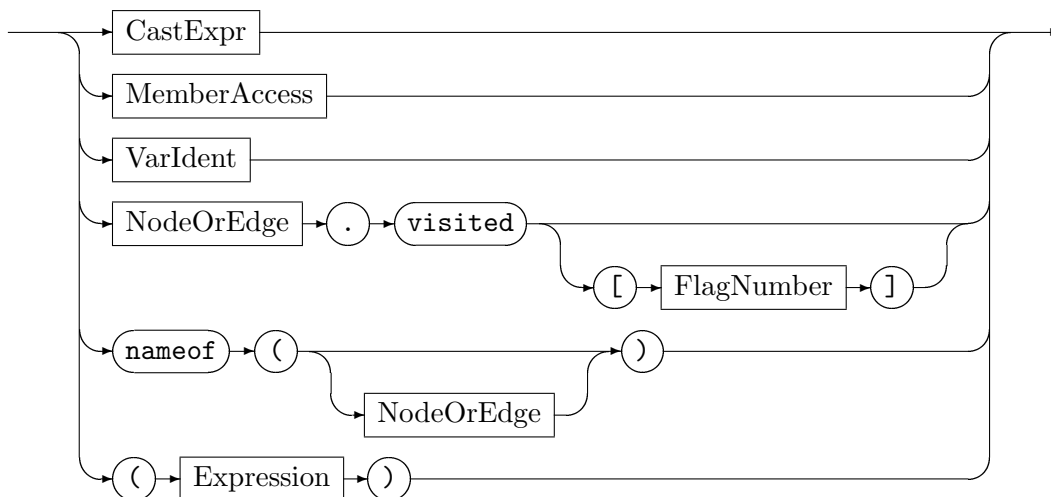 CastExpr
MemberAccess
VarIdent
NodeOrEdge . visited
[ FlagNumber ]
nameof ( )
NodeOrEdge
( Expression )